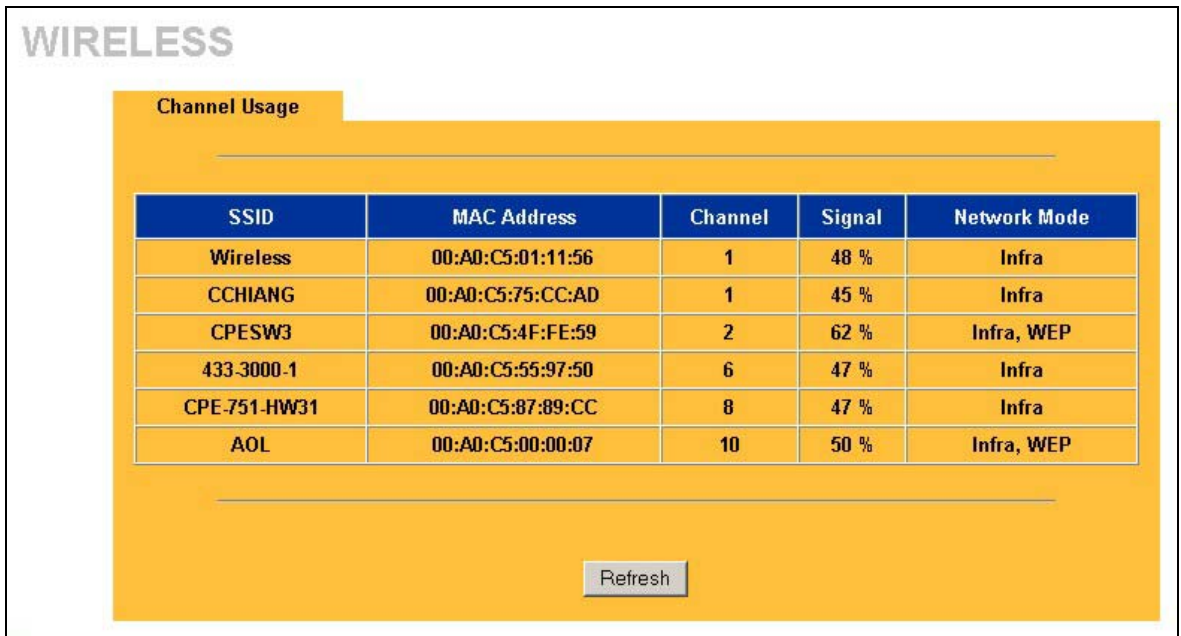 WIRELESS
Channel Usage
SSID MAC Address Channel Signal Network Mode
Wireless 00:A0:C5:01:11:56 1 48 % Infra
CCHIANG 00:A0:C5:75:CC:AD 1 45 % Infra
CPESW3 00:A0:C5:4F:FE:59 2 62 % Infra, WEP
433-3000-1 00:A0:C5:55:97:50 6 47 % Infra
CPE-751-HW31 00:A0:C5:87:89:CC 8 47 % Infra
AOL 00:A0:C5:00:00:07 10 50 % Infra, WEP
Refresh